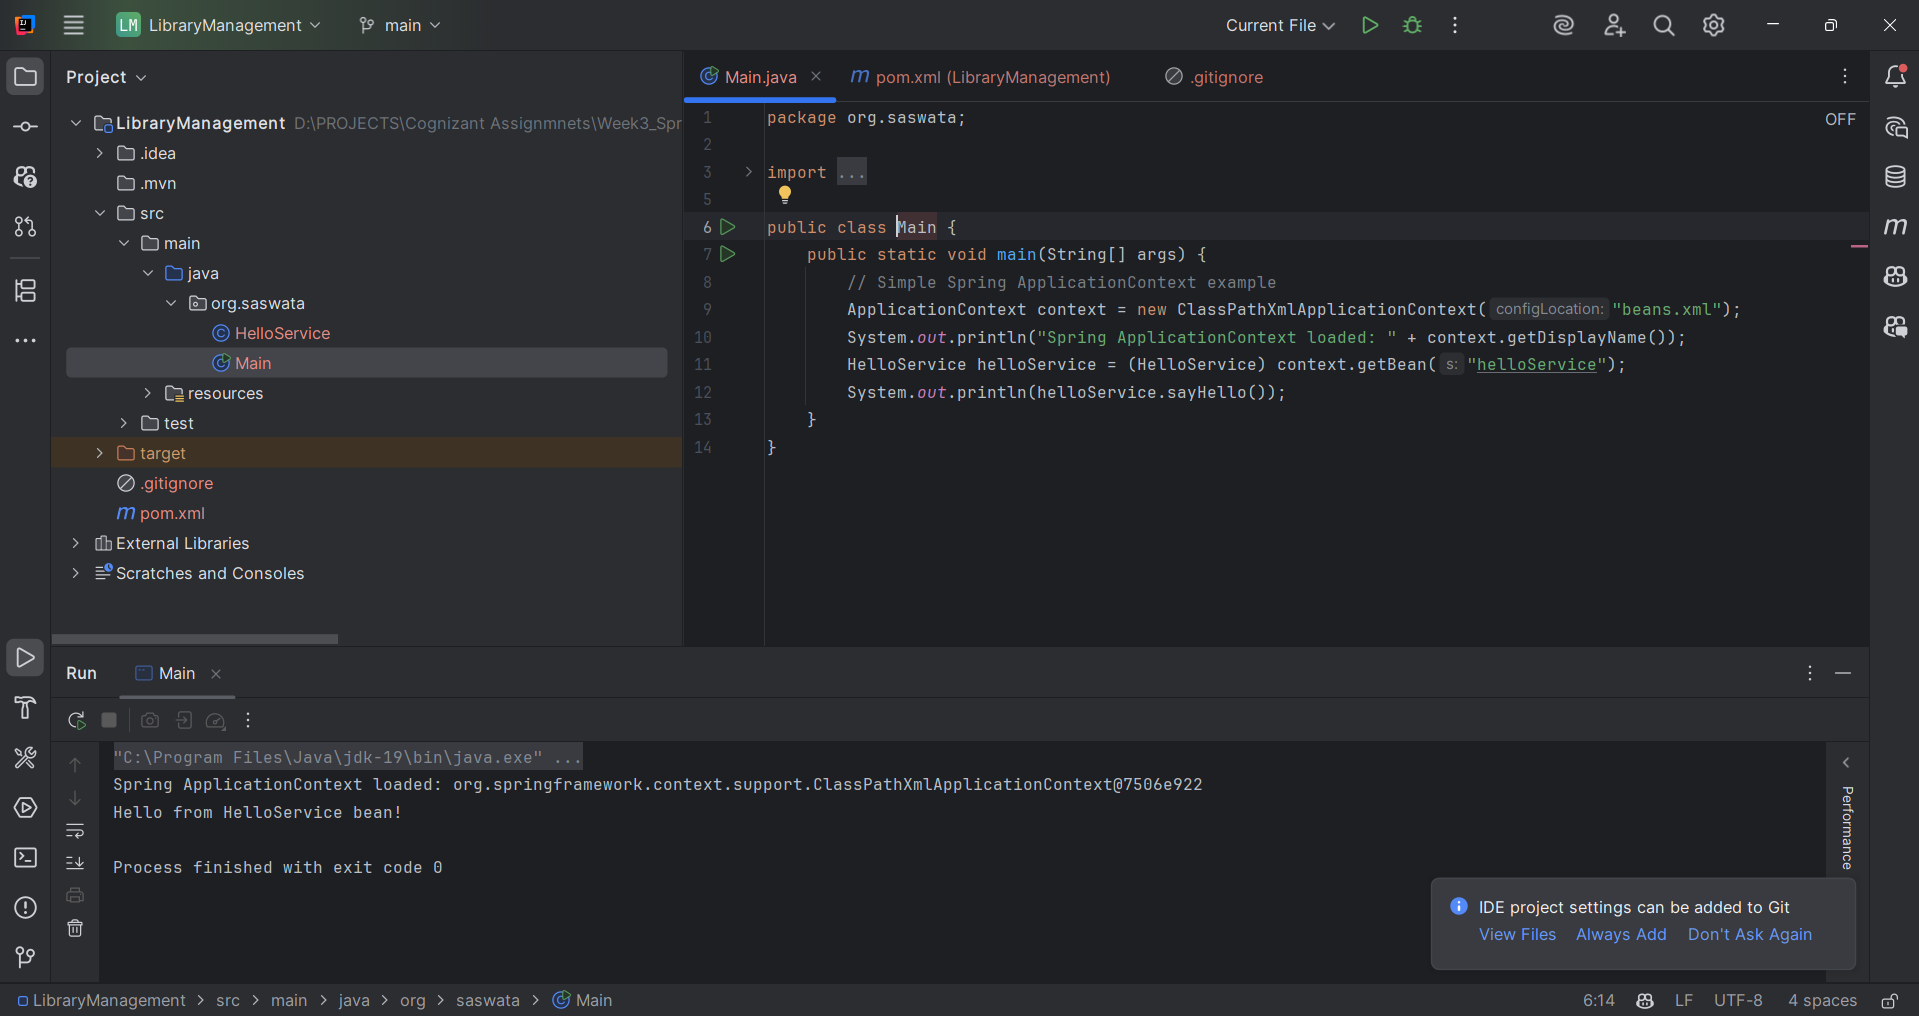 LM LibraryManagement main Current File
Project
LibraryManagement D:\PROJECTS\Cognizant Assignmnets\Week3_Spr
.idea
.mvn
src
main
java
org.saswata
HelloService
Main
resources
test
target
.gitignore
pom.xml
External Libraries
Scratches and Consoles
Main.java pom.xml (LibraryManagement) .gitignore
OFF
1 package org.saswata;
2
3 import ...
5
6 public class Main {
7 public static void main(String[] args) {
8 // Simple Spring ApplicationContext example
9 ApplicationContext context = new ClassPathXmlApplicationContext( configLocation: "beans.xml");
10 System.out.println("Spring ApplicationContext loaded: " + context.getDisplayName());
11 HelloService helloService = (HelloService) context.getBean( s: "helloService");
12 System.out.println(helloService.sayHello());
13 }
14 }
Run Main
"C:\Program Files\Java\jdk-19\bin\java.exe" ...
Spring ApplicationContext loaded: org.springframework.context.support.ClassPathXmlApplicationContext@7506e922
Hello from HelloService bean!
Process finished with exit code 0
Performance
IDE project settings can be added to Git
View Files Always Add Don't Ask Again
LibraryManagement > src > main > java > org > saswata > Main
6:14 LF UTF-8 4 spaces